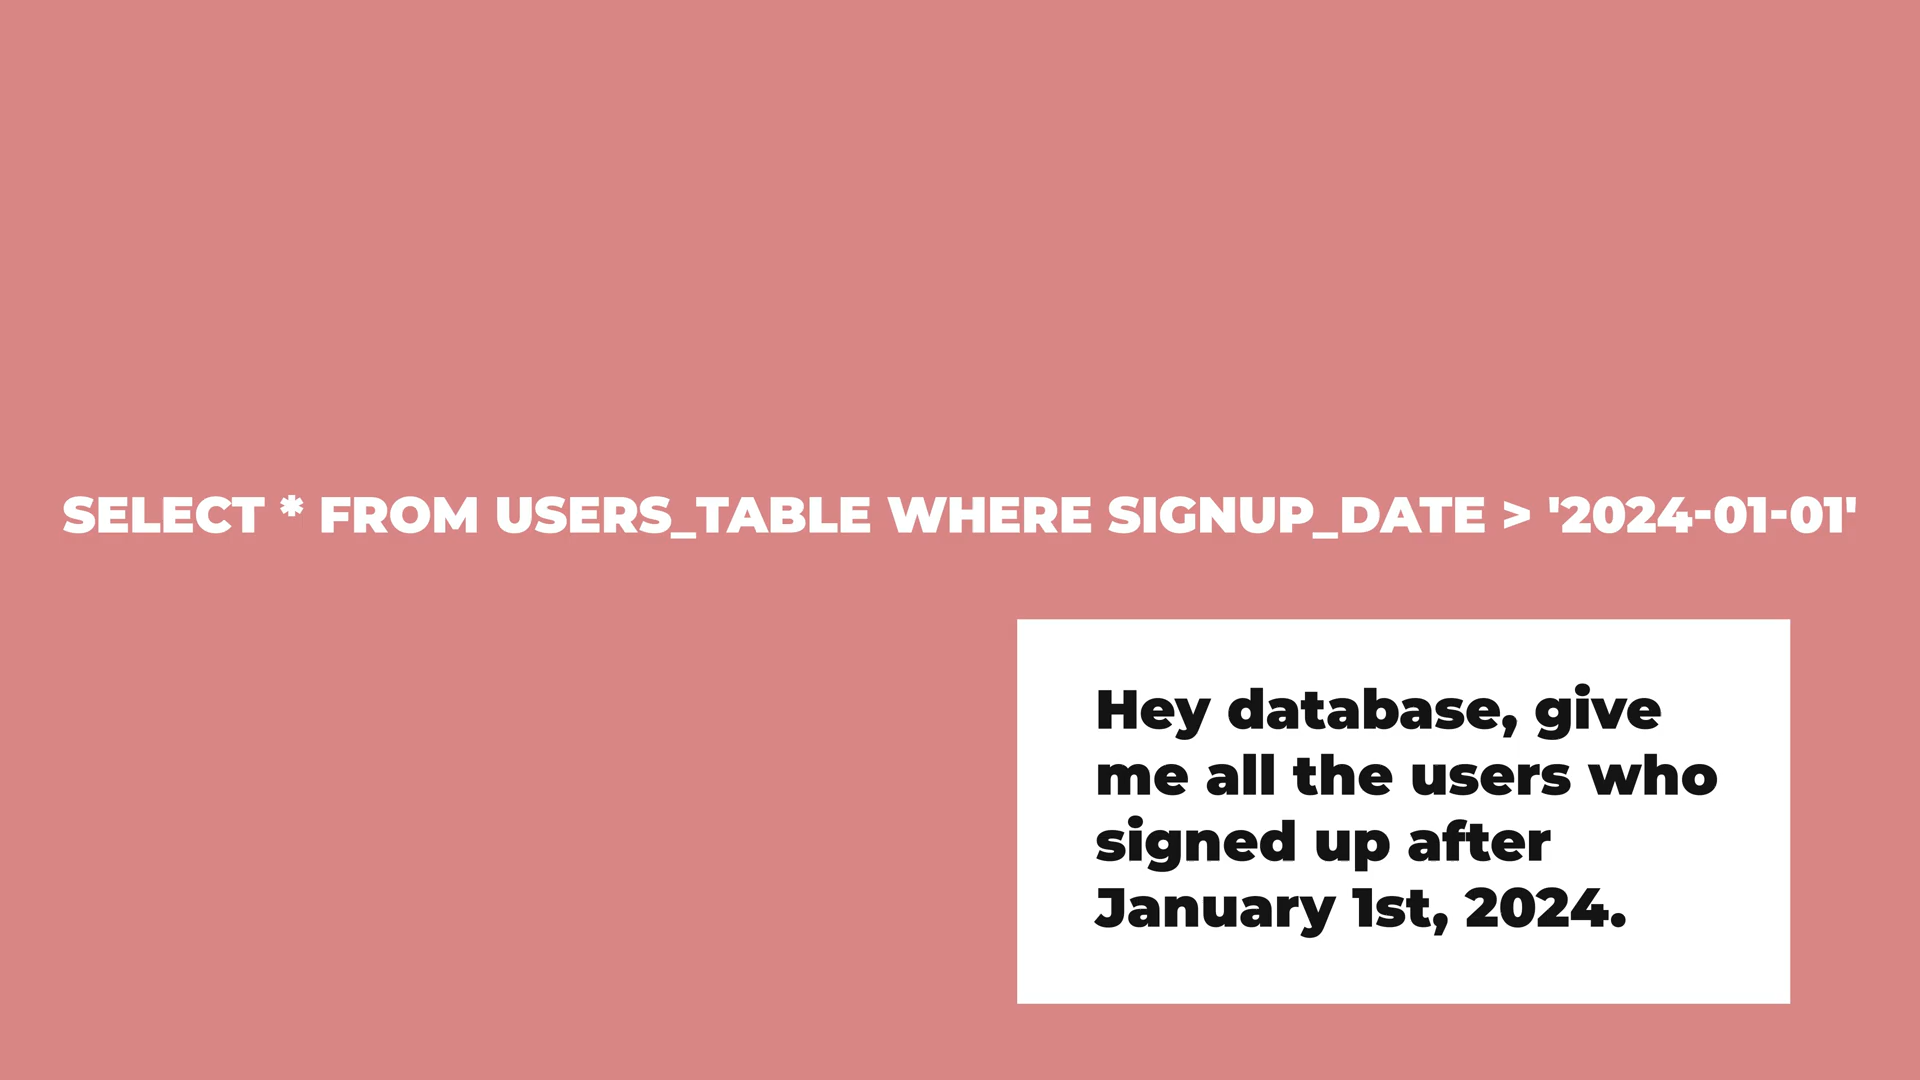 SELECT * FROM USERS_TABLE WHERE SIGNUP_DATE > '2024-01-01'
Hey database, give
me all the users who
signed up after
January 1st, 2024.